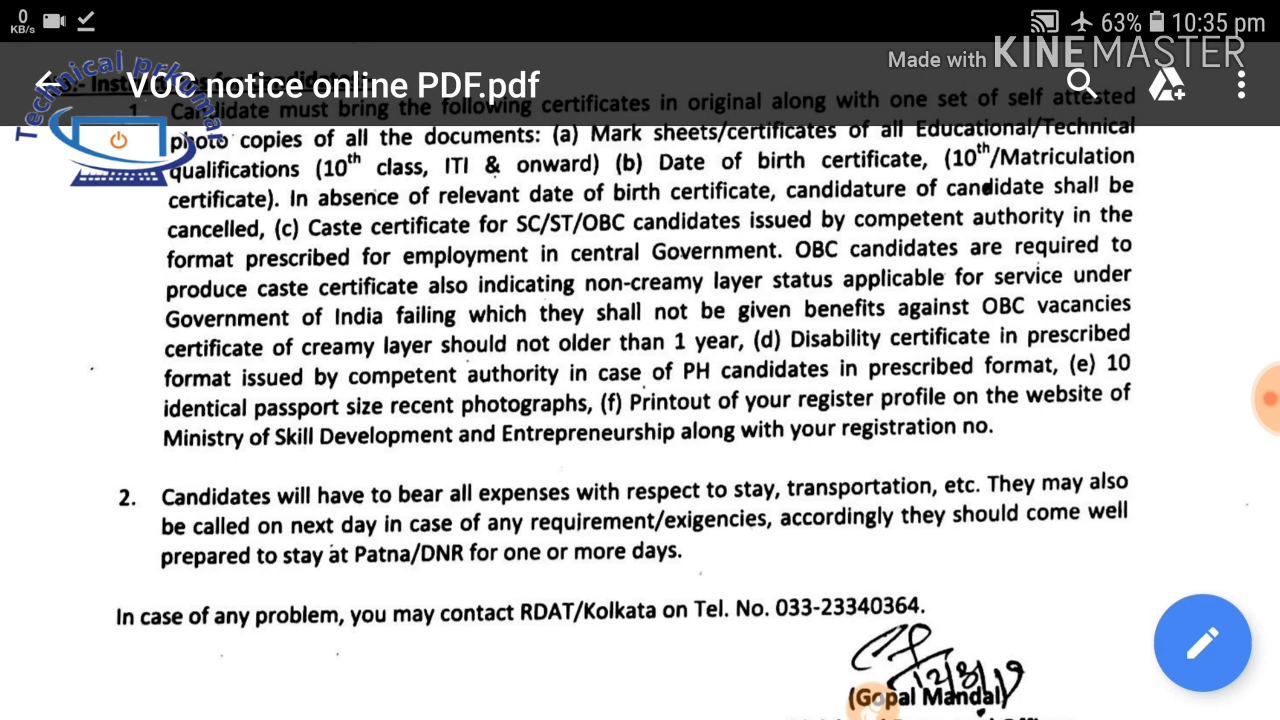 0
KB/s
63% 10:35 pm
Made with KINEMASTER
VOC notice online PDF.pdf
Technical prkumar
1. Candidate must bring the following certificates in original along with one set of self attested
photo copies of all the documents: (a) Mark sheets/certificates of all Educational/Technical
qualifications (10th class, ITI & onward) (b) Date of birth certificate, (10th/Matriculation
certificate). In absence of relevant date of birth certificate, candidature of candidate shall be
cancelled, (c) Caste certificate for SC/ST/OBC candidates issued by competent authority in the
format prescribed for employment in central Government. OBC candidates are required to
produce caste certificate also indicating non-creamy layer status applicable for service under
Government of India failing which they shall not be given benefits against OBC vacancies
certificate of creamy layer should not older than 1 year, (d) Disability certificate in prescribed
format issued by competent authority in case of PH candidates in prescribed format, (e) 10
identical passport size recent photographs, (f) Printout of your register profile on the website of
Ministry of Skill Development and Entrepreneurship along with your registration no.
2. Candidates will have to bear all expenses with respect to stay, transportation, etc. They may also
be called on next day in case of any requirement/exigencies, accordingly they should come well
prepared to stay at Patna/DNR for one or more days.
In case of any problem, you may contact RDAT/Kolkata on Tel. No. 033-23340364.
(Gopal Mandal)